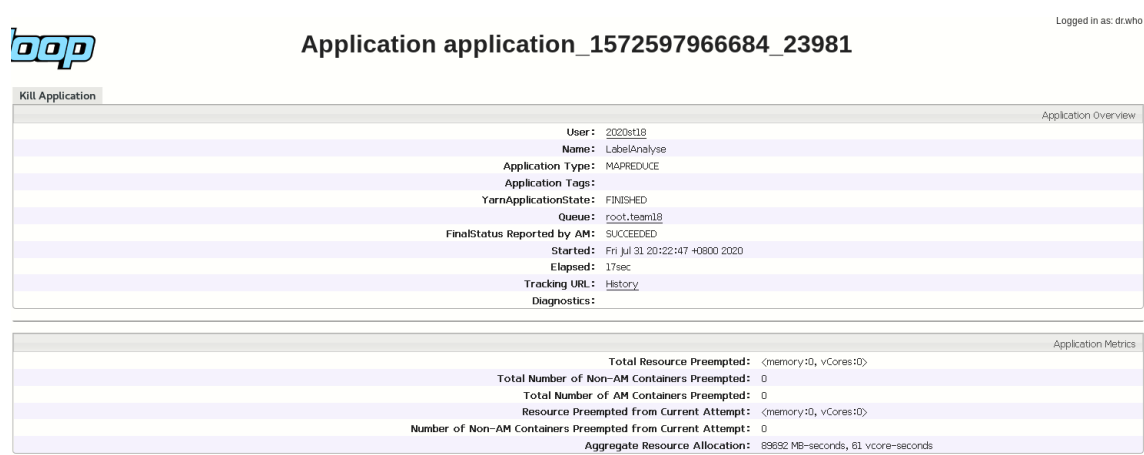 Logged in as: dr.who
oop
Application application_1572597966684_23981
Kill Application
Application Overview
User: 2020st18
Name: LabelAnalyse
Application Type: MAPREDUCE
Application Tags:
YarnApplicationState: FINISHED
Queue: root.team18
FinalStatus Reported by AM: SUCCEEDED
Started: Fri Jul 31 20:22:47 +0800 2020
Elapsed: 17sec
Tracking URL: History
Diagnostics:
Application Metrics
Total Resource Preempted: <memory:0, vCores:0>
Total Number of Non-AM Containers Preempted: 0
Total Number of AM Containers Preempted: 0
Resource Preempted from Current Attempt: <memory:0, vCores:0>
Number of Non-AM Containers Preempted from Current Attempt: 0
Aggregate Resource Allocation: 89692 MB-seconds, 61 vcore-seconds